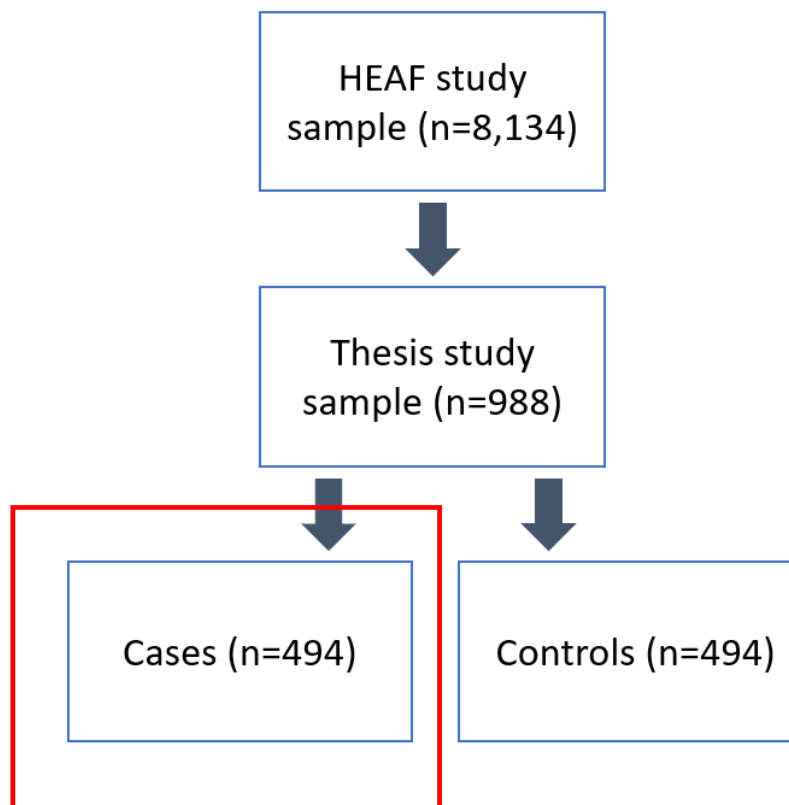 HEAF study
sample (n=8,134)
Thesis study
sample (n=988)
Cases (n=494)
Controls (n=494)